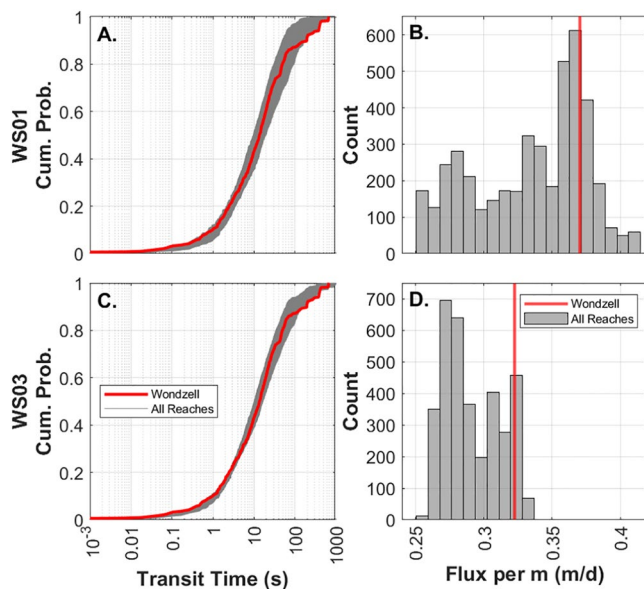 A.
WS01
Cum. Prob.
1
0.8
0.6
0.4
0.2
0
B.
Count
600
500
400
300
200
100
0
C.
WS03
Cum. Prob.
1
0.8
0.6
0.4
0.2
0
Wondzell
All Reaches
10⁻³
0.01
0.1
1
10
100
1000
Transit Time (s)
D.
Count
700
600
500
400
300
200
100
0
Wondzell
All Reaches
0.25
0.3
0.35
0.4
Flux per m (m/d)